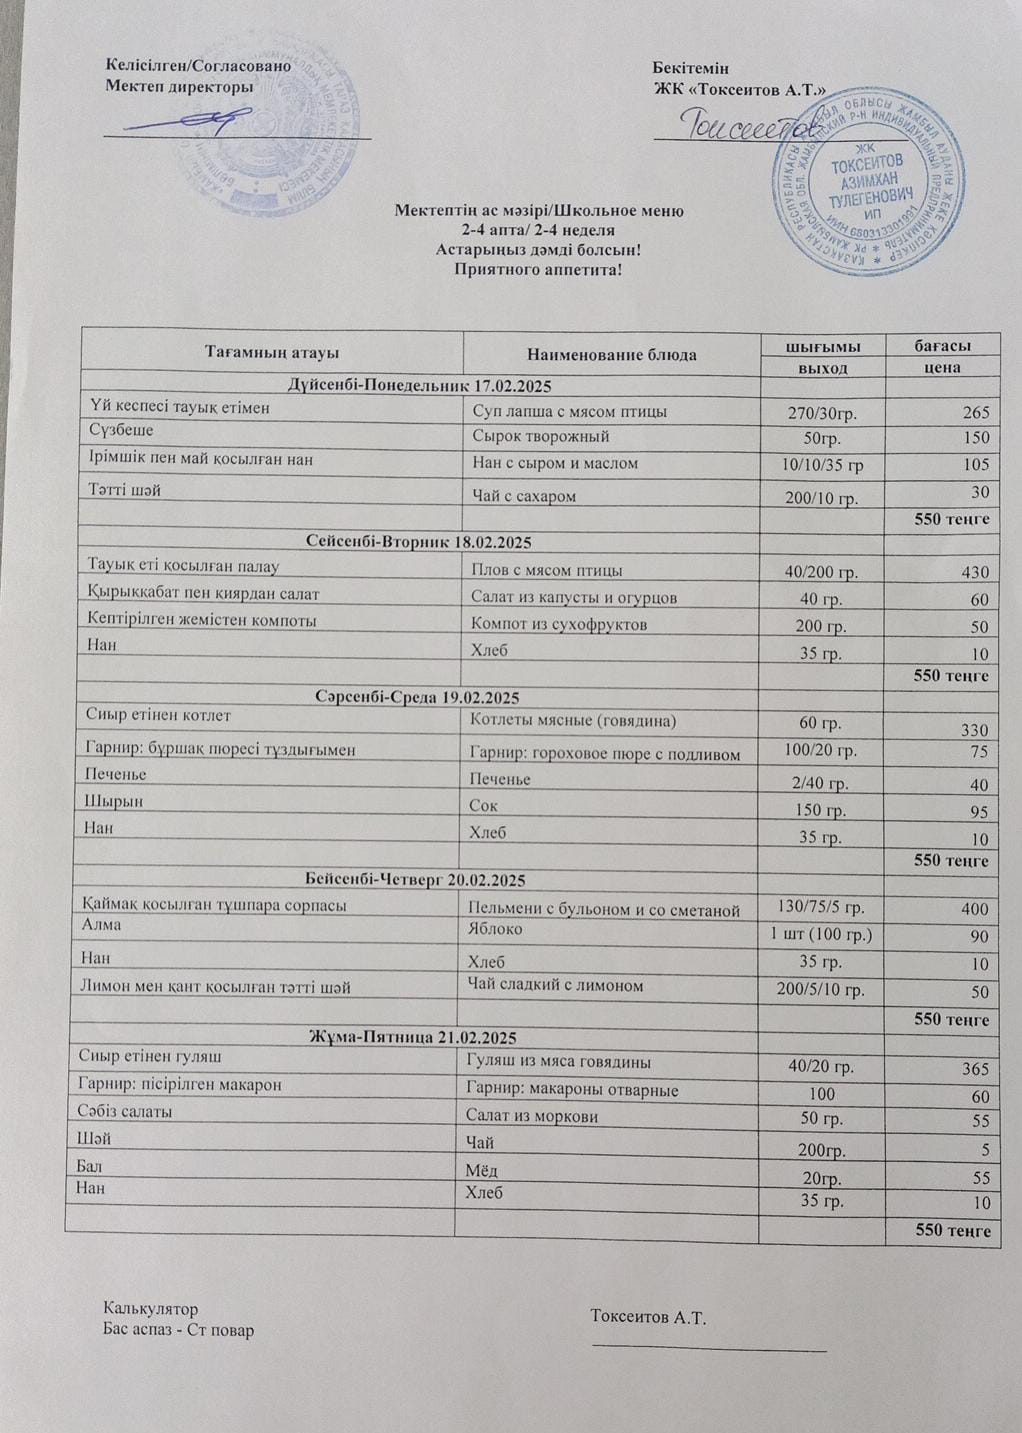 Келісілген/Согласовано
Мектеп директоры
Бекітемін
ЖК «Токсеитов А.Т.»
Токсеитов
ЖК
ТОКСЕИТОВ
АЗИМХАН
ТУЛЕГЕНОВИЧ
ИП
ИИН 680313301991
Мектептің ас мәзірі/Школьное меню
2-4 апта/ 2-4 неделя
Астарыңыз дәмді болсын!
Приятного аппетита!
Тағамның атауы Наименование блюда шығымы бағасы
выход цена
Дүйсенбі-Понедельник 17.02.2025
Үй кеспесі тауық етімен Суп лапша с мясом птицы 270/30гр. 265
Сүзбеше Сырок творожный 50гр. 150
Ірімшік пен май қосылған нан Нан с сыром и маслом 10/10/35 гр 105
Тәтті шәй Чай с сахаром 200/10 гр. 30
550 теңге
Сейсенбі-Вторник 18.02.2025
Тауық еті қосылған палау Плов с мясом птицы 40/200 гр. 430
Қырыққабат пен қиярдан салат Салат из капусты и огурцов 40 гр. 60
Кептірілген жемістен компоты Компот из сухофруктов 200 гр. 50
Нан Хлеб 35 гр. 10
550 теңге
Сәрсенбі-Среда 19.02.2025
Сиыр етінен котлет Котлеты мясные (говядина) 60 гр. 330
Гарнир: бұршақ пюресі тұздығымен Гарнир: гороховое пюре с подливом 100/20 гр. 75
Печенье Печенье 2/40 гр. 40
Шырын Сок 150 гр. 95
Нан Хлеб 35 гр. 10
550 теңге
Бейсенбі-Четверг 20.02.2025
Қаймақ қосылған тұшпара сорпасы Пельмени с бульоном и со сметаной 130/75/5 гр. 400
Алма Яблоко 1 шт (100 гр.) 90
Нан Хлеб 35 гр. 10
Лимон мен қант қосылған тәтті шәй Чай сладкий с лимоном 200/5/10 гр. 50
550 теңге
Жұма-Пятница 21.02.2025
Сиыр етінен гуляш Гуляш из мяса говядины 40/20 гр. 365
Гарнир: пісірілген макарон Гарнир: макароны отварные 100 60
Сәбіз салаты Салат из моркови 50 гр. 55
Шәй Чай 200гр. 5
Бал Мёд 20гр. 55
Нан Хлеб 35 гр. 10
550 теңге
Калькулятор
Бас аспаз - Ст повар
Токсеитов А.Т.